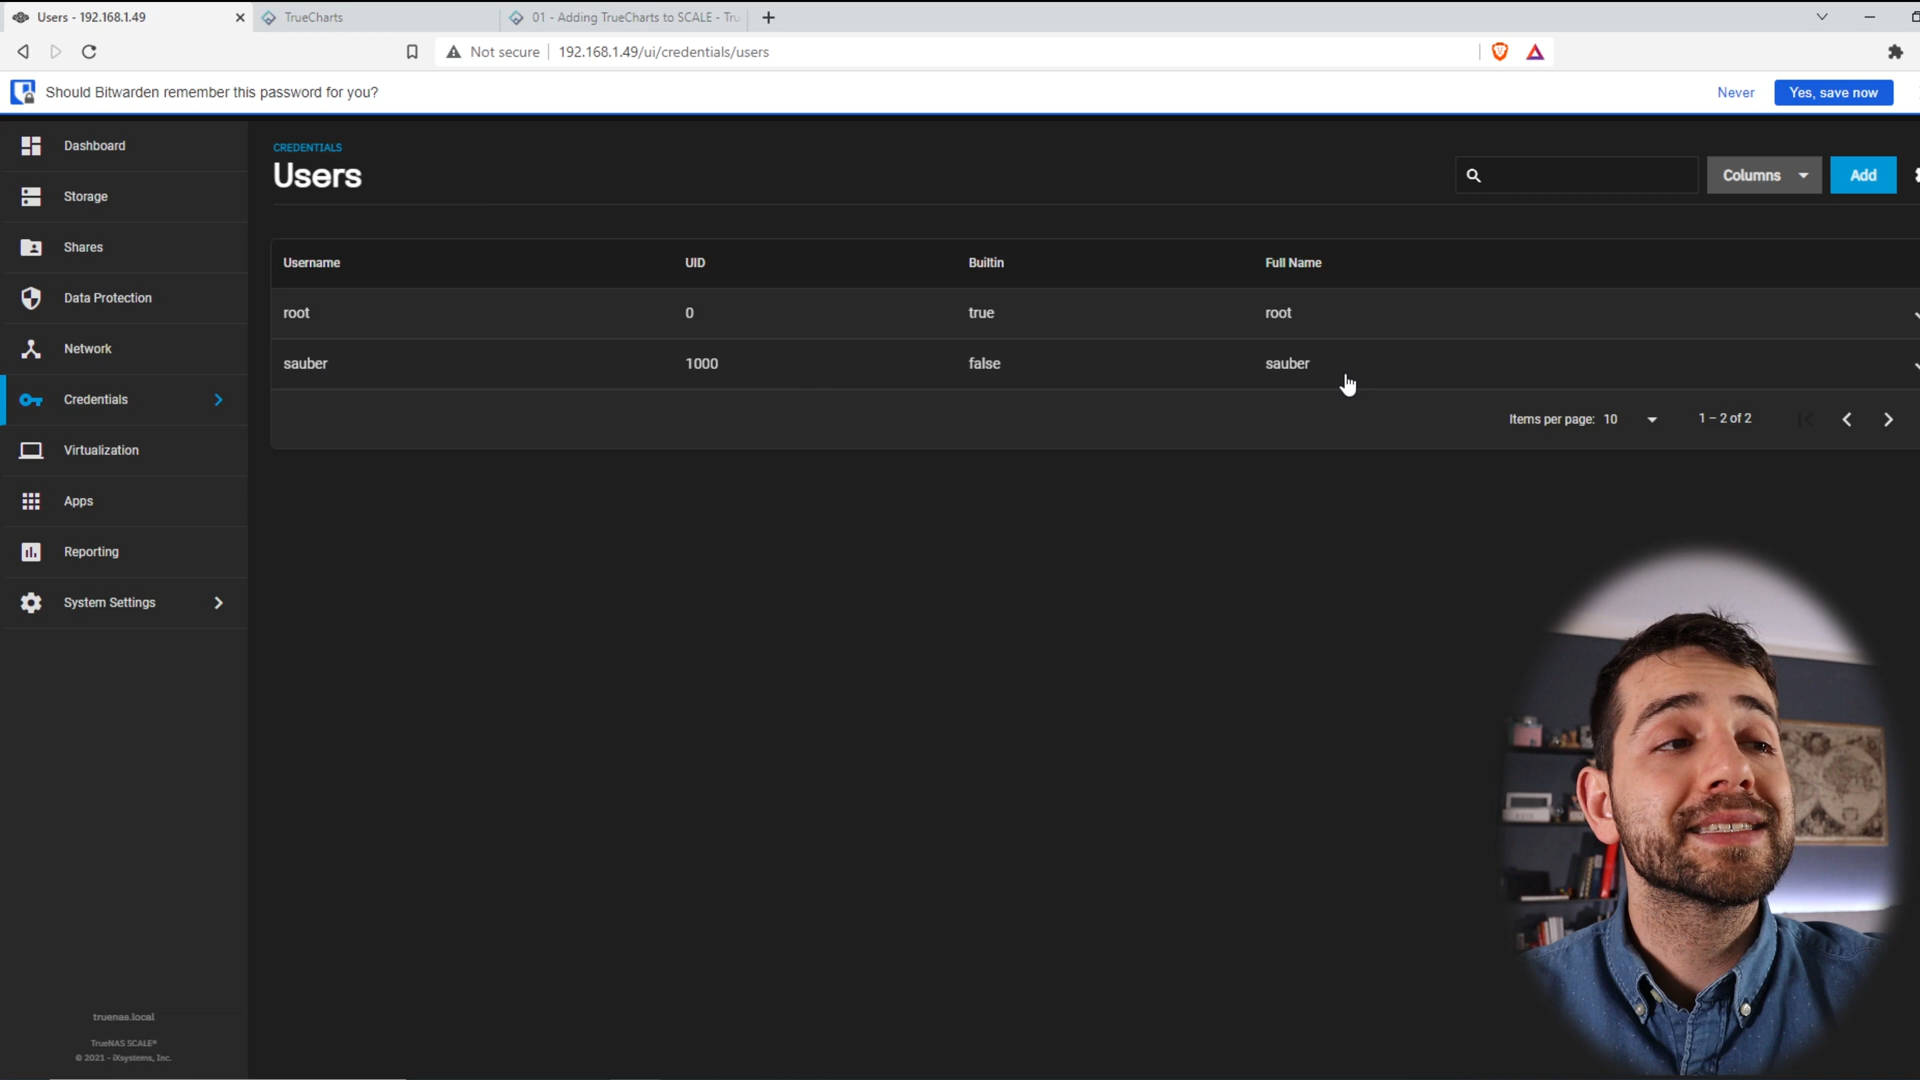 Users - 192.168.1.49
TrueCharts
01 - Adding TrueCharts to SCALE - Tru
Not secure
192.168.1.49/ui/credentials/users
Should Bitwarden remember this password for you?
Never
Yes, save now
Dashboard
Storage
Shares
Data Protection
Network
Credentials
Virtualization
Apps
Reporting
System Settings
truenas.local
TrueNAS SCALE®
© 2021 - iXsystems, Inc.
CREDENTIALS
Users
Columns
Add
Username UID Builtin Full Name
root 0 true root
sauber 1000 false sauber
Items per page: 10
1 – 2 of 2